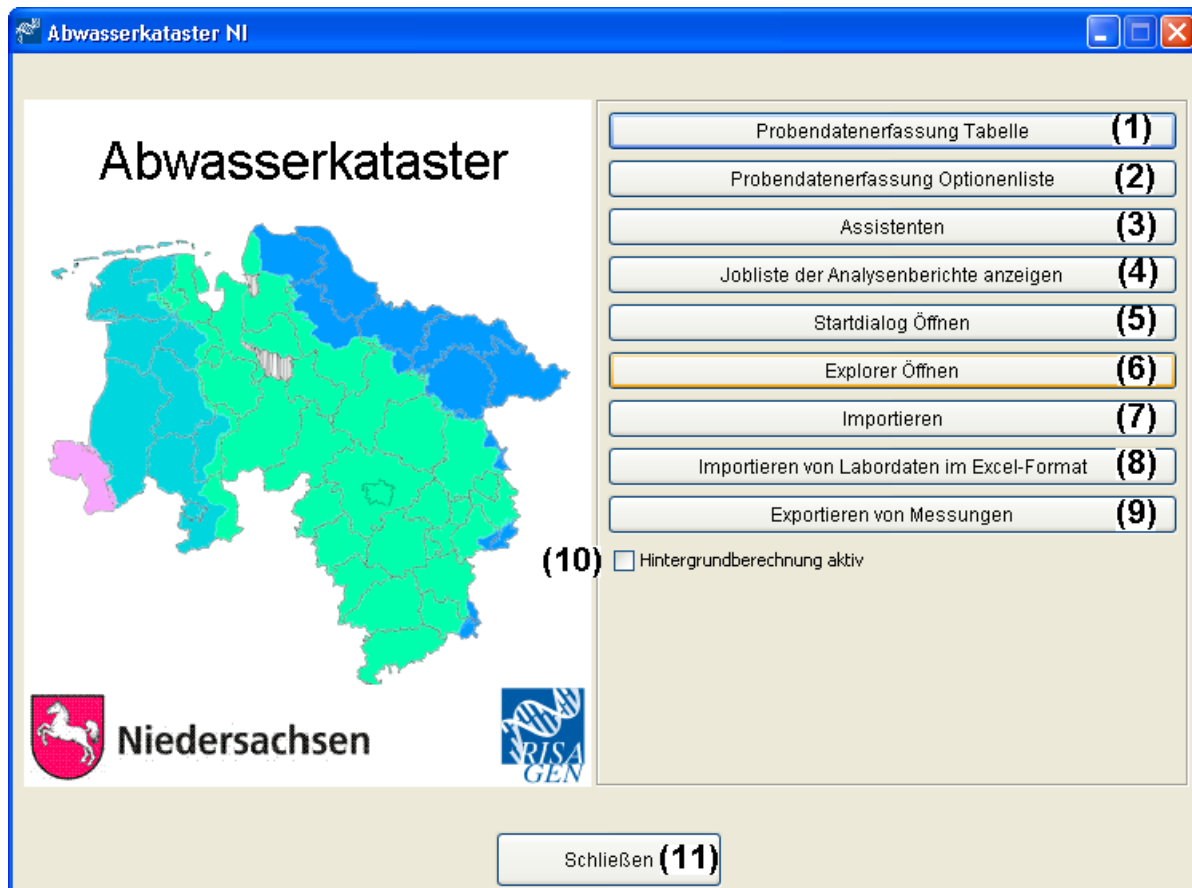 Abwasserkataster NI
Abwasserkataster
Niedersachsen
RISA
GEN
Probendatenerfassung Tabelle (1)
Probendatenerfassung Optionenliste (2)
Assistenten (3)
Jobliste der Analysenberichte anzeigen (4)
Startdialog Öffnen (5)
Explorer Öffnen (6)
Importieren (7)
Importieren von Labordaten im Excel-Format (8)
Exportieren von Messungen (9)
(10) Hintergrundberechnung aktiv
Schließen (11)